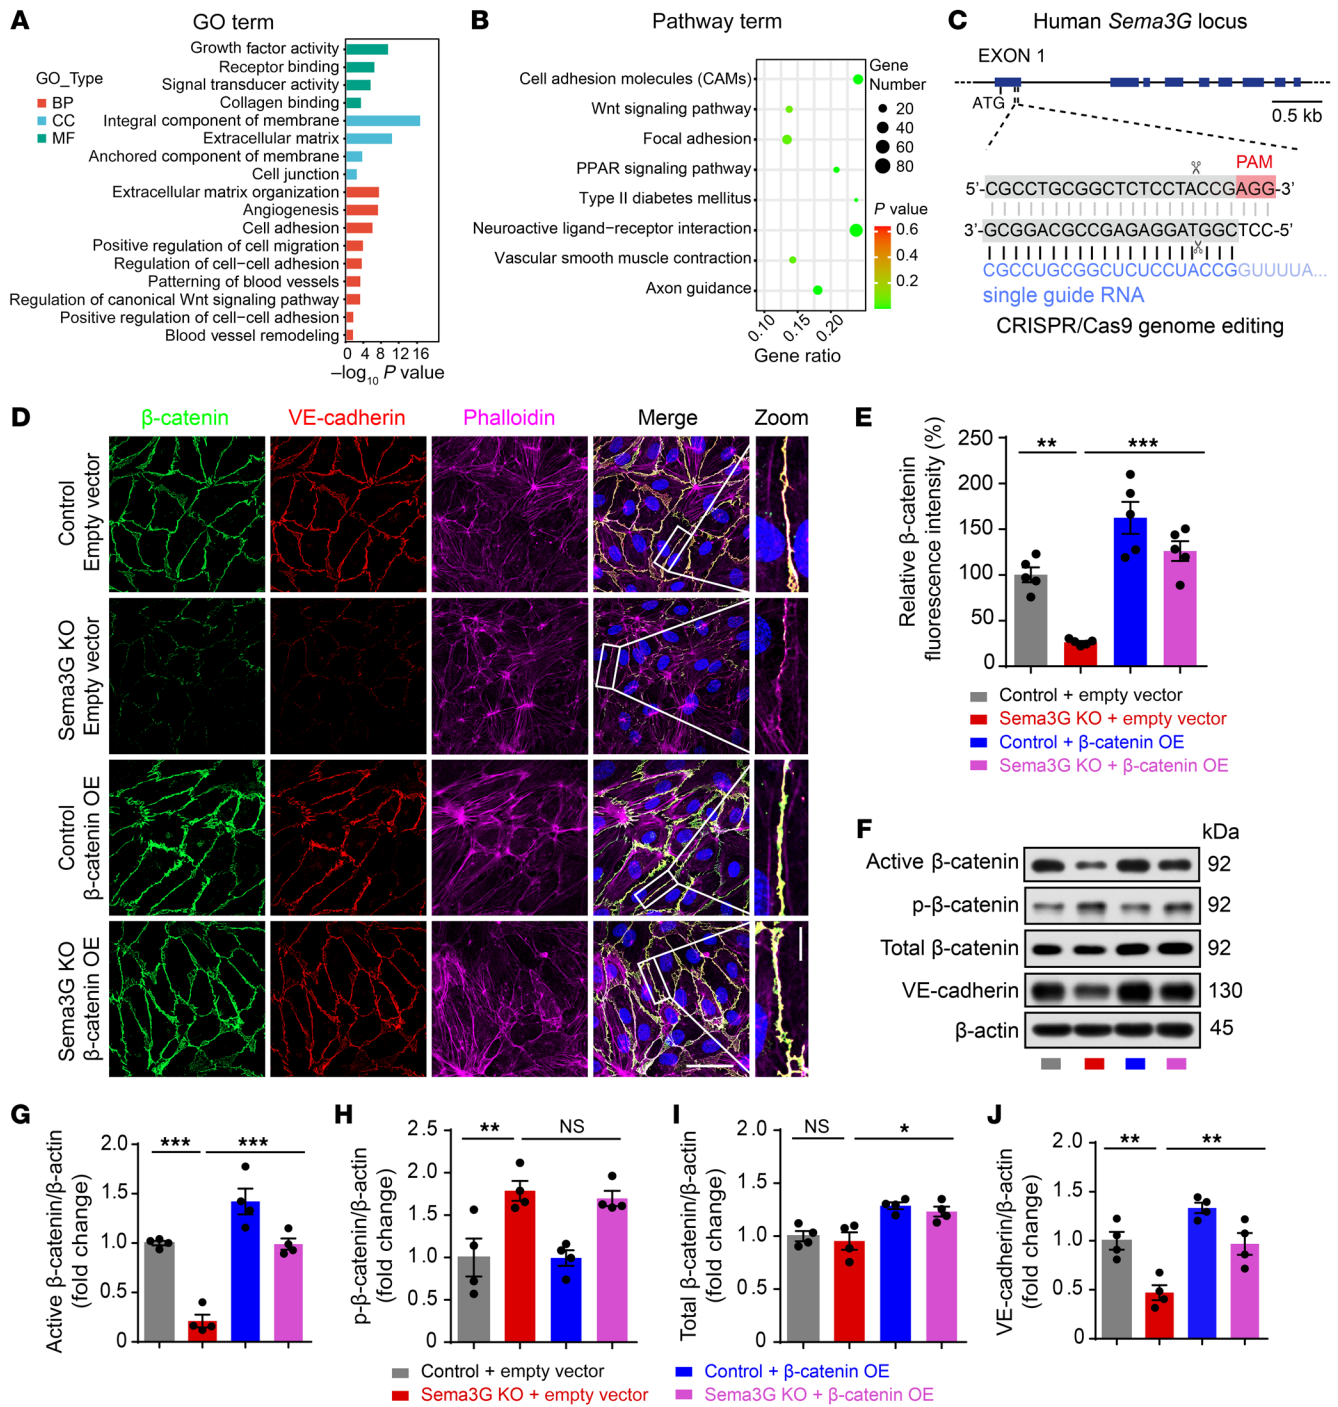 A
GO term
GO_Type
BP
CC
MF
Growth factor activity
Receptor binding
Signal transducer activity
Collagen binding
Integral component of membrane
Extracellular matrix
Anchored component of membrane
Cell junction
Extracellular matrix organization
Angiogenesis
Cell adhesion
Positive regulation of cell migration
Regulation of cell−cell adhesion
Patterning of blood vessels
Regulation of canonical Wnt signaling pathway
Positive regulation of cell−cell adhesion
Blood vessel remodeling
0 4 8 12 16
−log10 P value
B
Pathway term
Cell adhesion molecules (CAMs)
Wnt signaling pathway
Focal adhesion
PPAR signaling pathway
Type II diabetes mellitus
Neuroactive ligand−receptor interaction
Vascular smooth muscle contraction
Axon guidance
0.10 0.15 0.20
Gene ratio
Gene
Number
20
40
60
80
P value
0.6
0.4
0.2
C
Human Sema3G locus
EXON 1
ATG
0.5 kb
PAM
5'-CGCCTGCGGCTCTCCTACCGAGG-3'
3'-GCGGACGCCGAGAGGATGGCTCC-5'
CGCCUGCGGCUCUCCUACCGGUUUUA...
single guide RNA
CRISPR/Cas9 genome editing
D
β-catenin VE-cadherin Phalloidin Merge Zoom
Control
Empty vector
Sema3G KO
Empty vector
Control
β-catenin OE
Sema3G KO
β-catenin OE
E
Relative β-catenin
fluorescence intensity (%)
250
200
150
100
50
0
** ***
Control + empty vector
Sema3G KO + empty vector
Control + β-catenin OE
Sema3G KO + β-catenin OE
F
kDa
Active β-catenin 92
p-β-catenin 92
Total β-catenin 92
VE-cadherin 130
β-actin 45
G
Active β-catenin/β-actin
(fold change)
2.0
1.5
1.0
0.5
0
*** ***
H
p-β-catenin/β-actin
(fold change)
2.5
2.0
1.5
1.0
0.5
0
** NS
I
Total β-catenin/β-actin
(fold change)
2.0
1.5
1.0
0.5
0
NS *
J
VE-cadherin/β-actin
(fold change)
2.0
1.5
1.0
0.5
0
** **
Control + empty vector
Sema3G KO + empty vector
Control + β-catenin OE
Sema3G KO + β-catenin OE